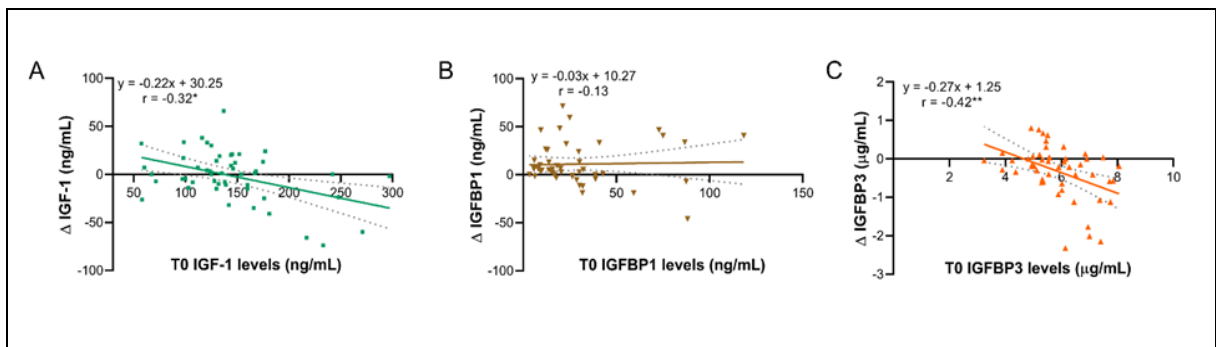 A
y = -0.22x + 30.25
r = -0.32*
100
50
0
-50
-100
50
100
150
200
250
300
Δ IGF-1 (ng/mL)
T0 IGF-1 levels (ng/mL)
B
y = -0.03x + 10.27
r = -0.13
100
50
0
-50
-100
50
100
150
Δ IGFBP1 (ng/mL)
T0 IGFBP1 levels (ng/mL)
C
y = -0.27x + 1.25
r = -0.42**
2
1
0
-1
-2
-3
2
4
6
8
10
Δ IGFBP3 (μg/mL)
T0 IGFBP3 levels (μg/mL)